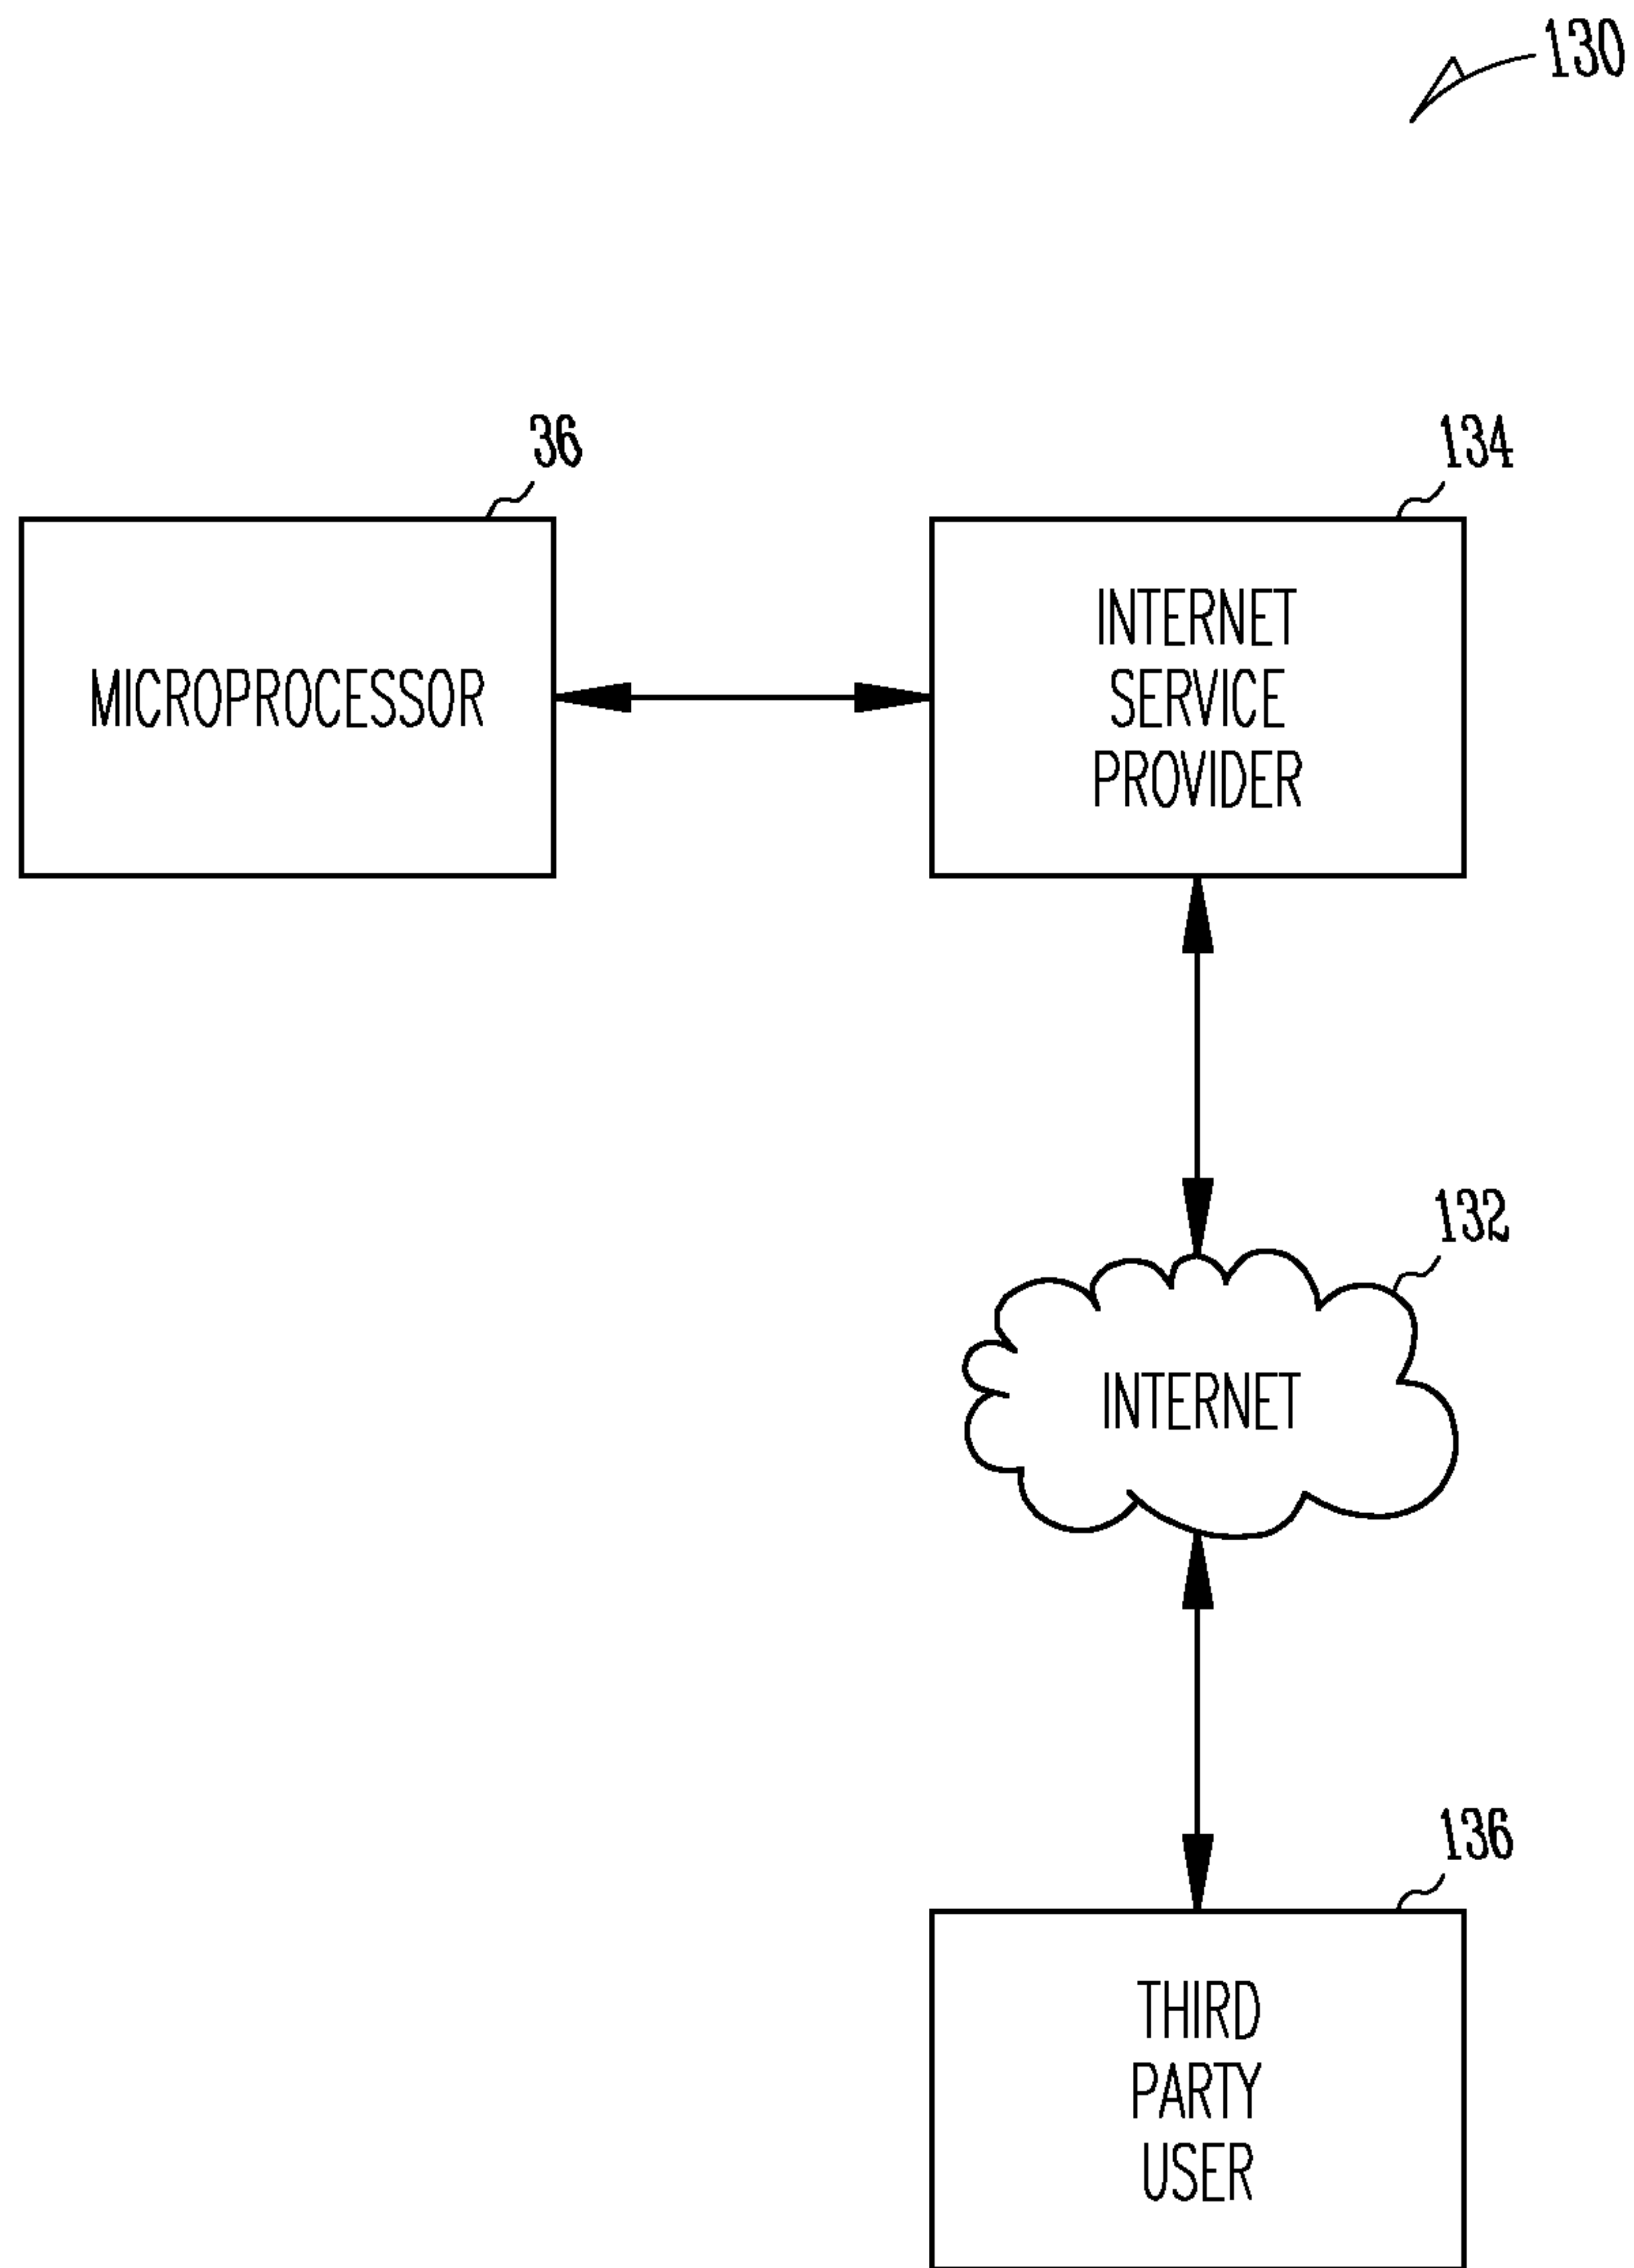 130
36
134
MICROPROCESSOR
INTERNET
SERVICE
PROVIDER
132
INTERNET
136
THIRD
PARTY
USER